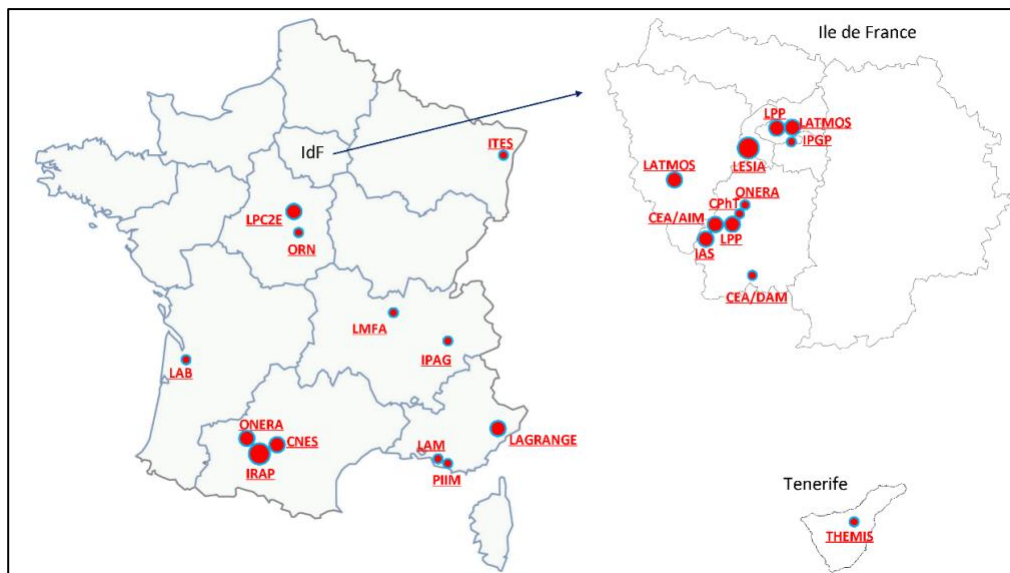 Ile de France
IdF
ITES
LPC2E
ORN
LMFA
IPAG
LAB
ONERA
CNES
IRAP
LAM
PIIM
LAGRANGE
LPP
LATMOS
IPGP
LESIA
LATMOS
ONERA
CPhT
CEA/AIM
LPP
IAS
CEA/DAM
Tenerife
THEMIS